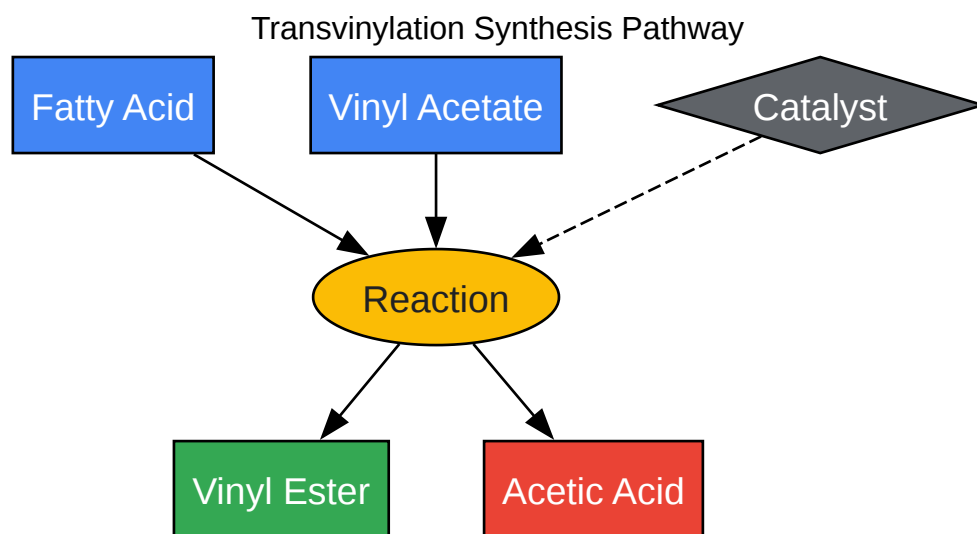 Transvinylation Synthesis Pathway
Fatty Acid
Vinyl Acetate
Catalyst
Reaction
Vinyl Ester
Acetic Acid